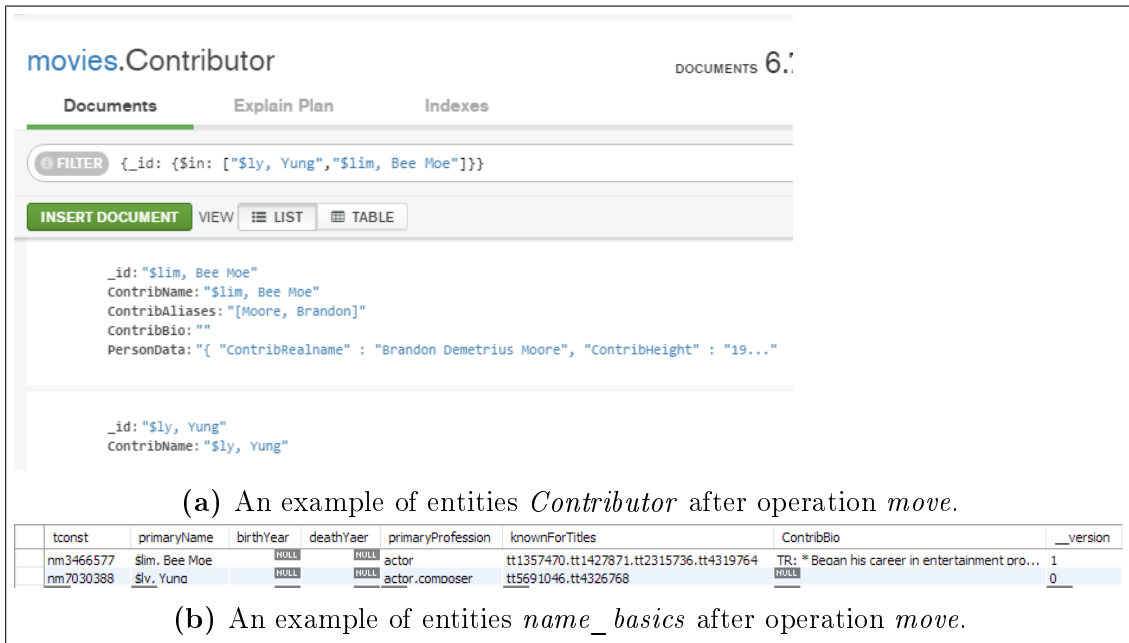 movies.Contributor
DOCUMENTS 6.
Documents Explain Plan Indexes
FILTER {_id: {$in: ["$ly, Yung","$lim, Bee Moe"]}}
INSERT DOCUMENT VIEW LIST TABLE
_id: "$lim, Bee Moe"
ContribName: "$lim, Bee Moe"
ContribAliases: "[Moore, Brandon]"
ContribBio: ""
PersonData: "{ "ContribRealname" : "Brandon Demetrius Moore", "ContribHeight" : "19..."
_id: "$ly, Yung"
ContribName: "$ly, Yung"
(a) An example of entities Contributor after operation move.
tconst primaryName birthYear deathYaer primaryProfession knownForTitles ContribBio __version
nm3466577 $lim, Bee Moe NULL NULL actor tt1357470,tt1427871,tt2315736,tt4319764 TR: * Began his career in entertainment pro... 1
nm7030388 $ly, Yung NULL NULL actor,composer tt5691046,tt4326768 NULL 0
(b) An example of entities name_basics after operation move.